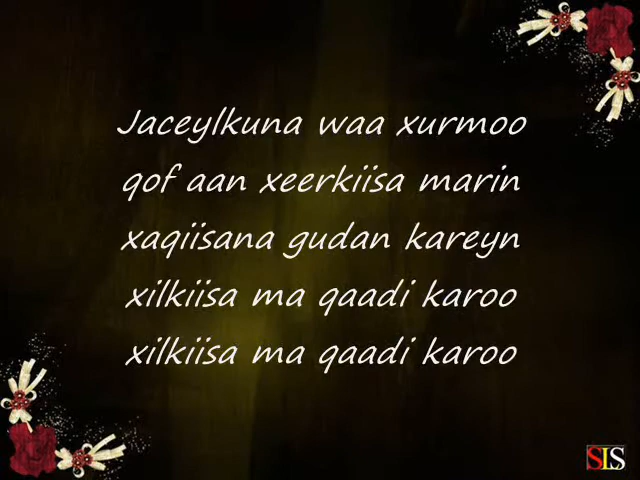 Jaceylkuna waa xurmoo
qof aan xeerkiisa marin
xaqiisana gudan kareyn
xilkiisa ma qaadi karoo
xilkiisa ma qaadi karoo
SLS